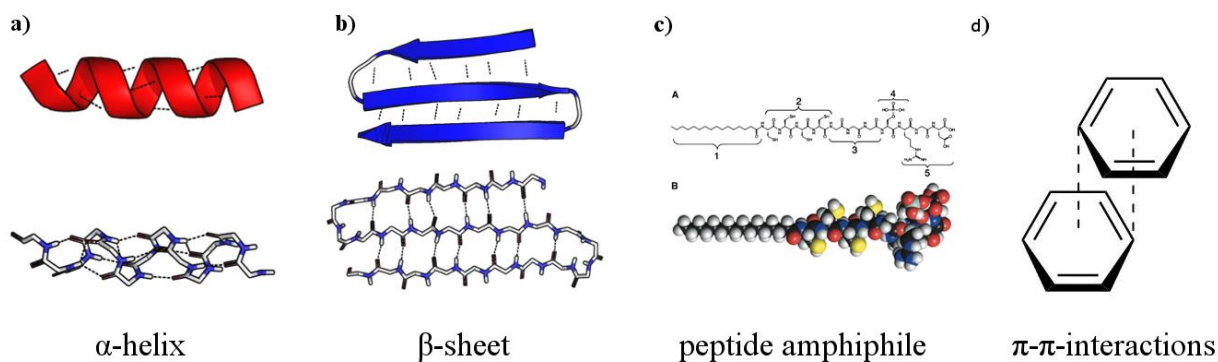 a)
b)
c)
d)
A
1
2
3
4
5
B
α-helix
β-sheet
peptide amphiphile
π-π-interactions